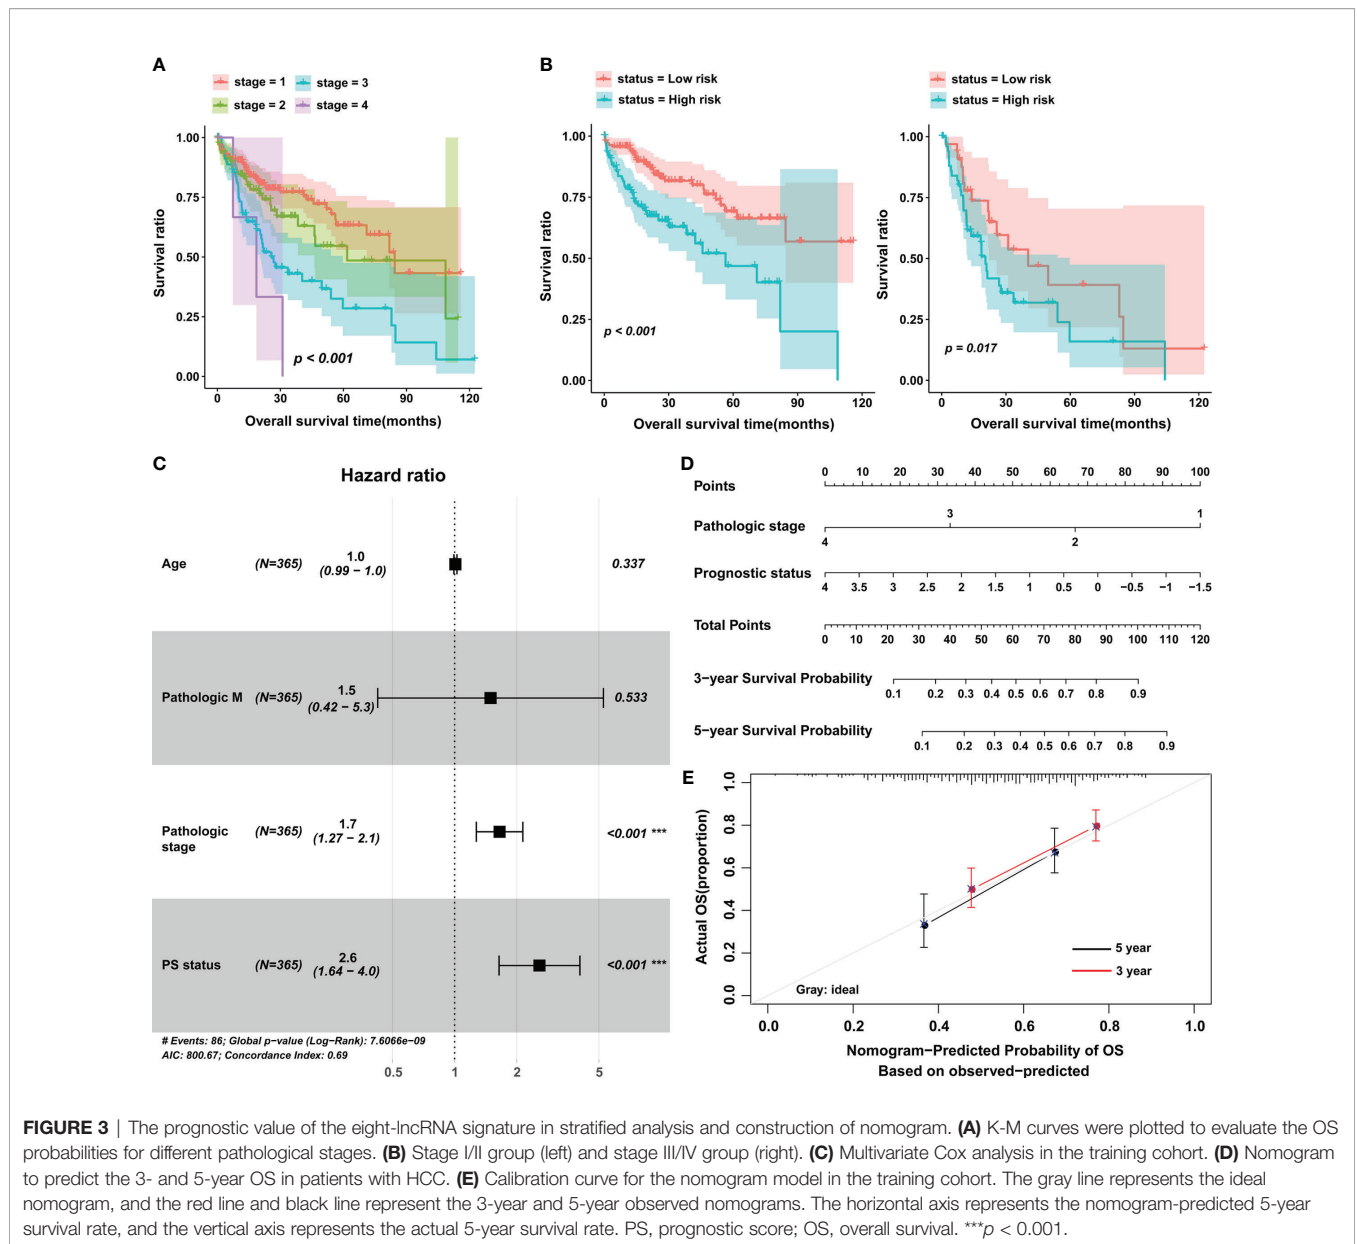 A
stage = 1
stage = 3
stage = 2
stage = 4
1.00
0.75
0.50
0.25
0.00
Survival ratio
p < 0.001
0 30 60 90 120
Overall survival time(months)
B
status = Low risk
status = High risk
1.00
0.75
0.50
0.25
0.00
Survival ratio
p < 0.001
0 30 60 90 120
Overall survival time(months)
status = Low risk
status = High risk
1.00
0.75
0.50
0.25
0.00
Survival ratio
p = 0.017
0 30 60 90 120
Overall survival time(months)
C
Hazard ratio
Age (N=365) 1.0 0.337
(0.99 − 1.0)
Pathologic M (N=365) 1.5 0.533
(0.42 − 5.3)
Pathologic (N=365) 1.7 <0.001 ***
stage (1.27 − 2.1)
PS status (N=365) 2.6 <0.001 ***
(1.64 − 4.0)
# Events: 86; Global p−value (Log−Rank): 7.6066e−09
AIC: 800.67; Concordance Index: 0.69
0.5 1 2 5
D
0 10 20 30 40 50 60 70 80 90 100
Points
3 1
Pathologic stage
4 2
Prognostic status
4 3.5 3 2.5 2 1.5 1 0.5 0 −0.5 −1 −1.5
Total Points
0 10 20 30 40 50 60 70 80 90 100 110 120
3−year Survival Probability
0.1 0.2 0.3 0.4 0.5 0.6 0.7 0.8 0.9
5−year Survival Probability
0.1 0.2 0.3 0.4 0.5 0.6 0.7 0.8 0.9
E
1.0
0.8
0.6
0.4
0.2
0.0
Actual OS(proportion)
5 year
3 year
Gray: ideal
0.0 0.2 0.4 0.6 0.8 1.0
Nomogram−Predicted Probability of OS
Based on observed−predicted
FIGURE 3 | The prognostic value of the eight-lncRNA signature in stratified analysis and construction of nomogram. (A) K-M curves were plotted to evaluate the OS
probabilities for different pathological stages. (B) Stage I/II group (left) and stage III/IV group (right). (C) Multivariate Cox analysis in the training cohort. (D) Nomogram
to predict the 3- and 5-year OS in patients with HCC. (E) Calibration curve for the nomogram model in the training cohort. The gray line represents the ideal
nomogram, and the red line and black line represent the 3-year and 5-year observed nomograms. The horizontal axis represents the nomogram-predicted 5-year
survival rate, and the vertical axis represents the actual 5-year survival rate. PS, prognostic score; OS, overall survival. ***p < 0.001.